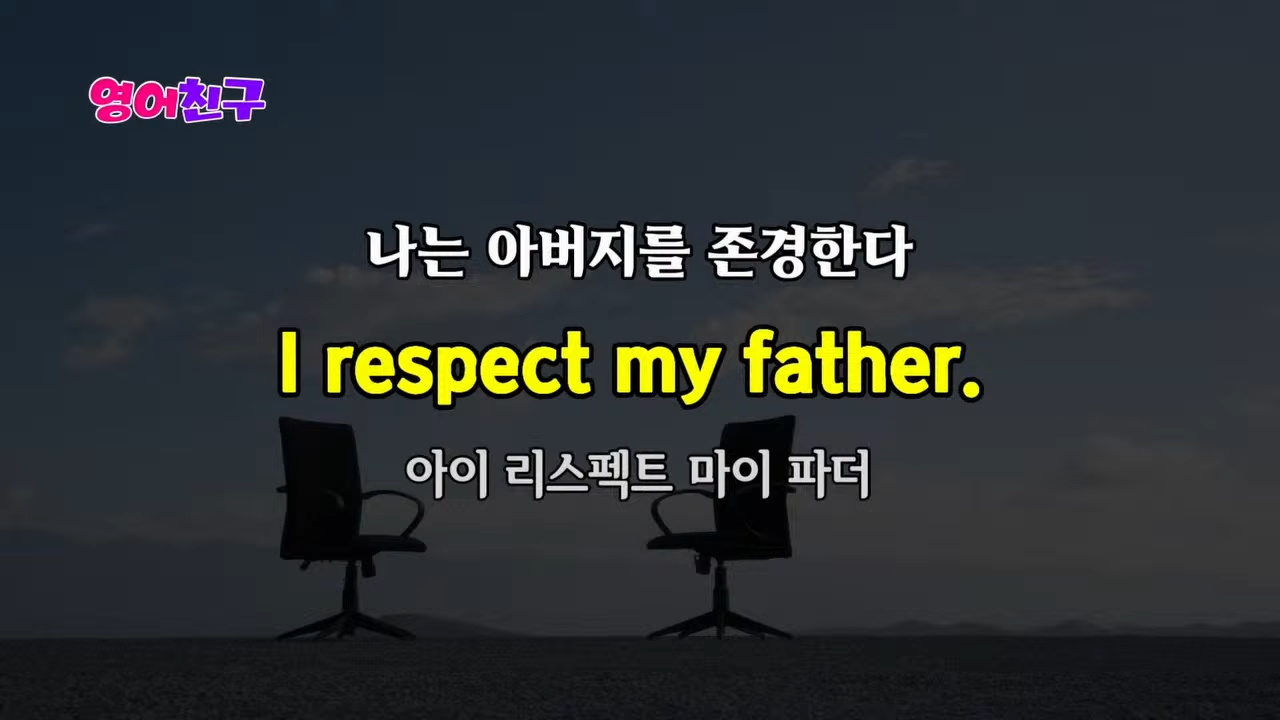 영어친구
나는 아버지를 존경한다
I respect my father.
아이 리스펙트 마이 파더